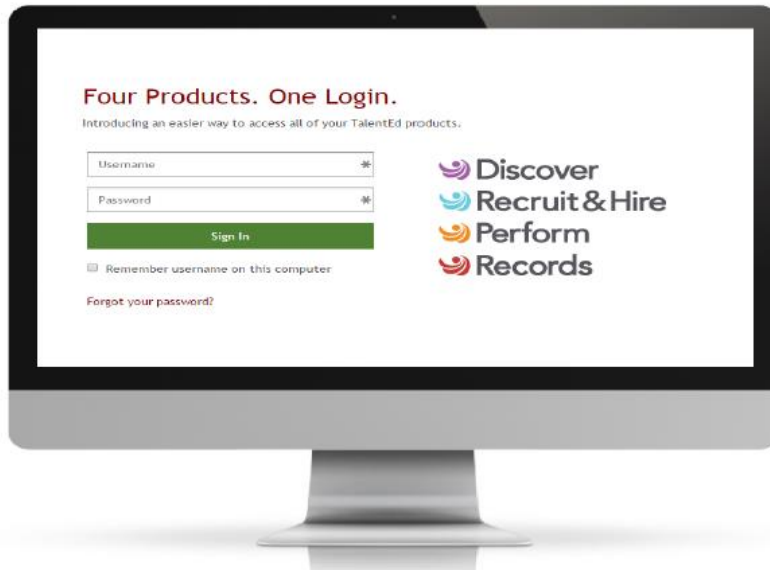 Four Products. One Login.
Introducing an easier way to access all of your TalentEd products.
Username
Password
Sign In
Remember username on this computer
Forgot your password?
Discover
Recruit & Hire
Perform
Records